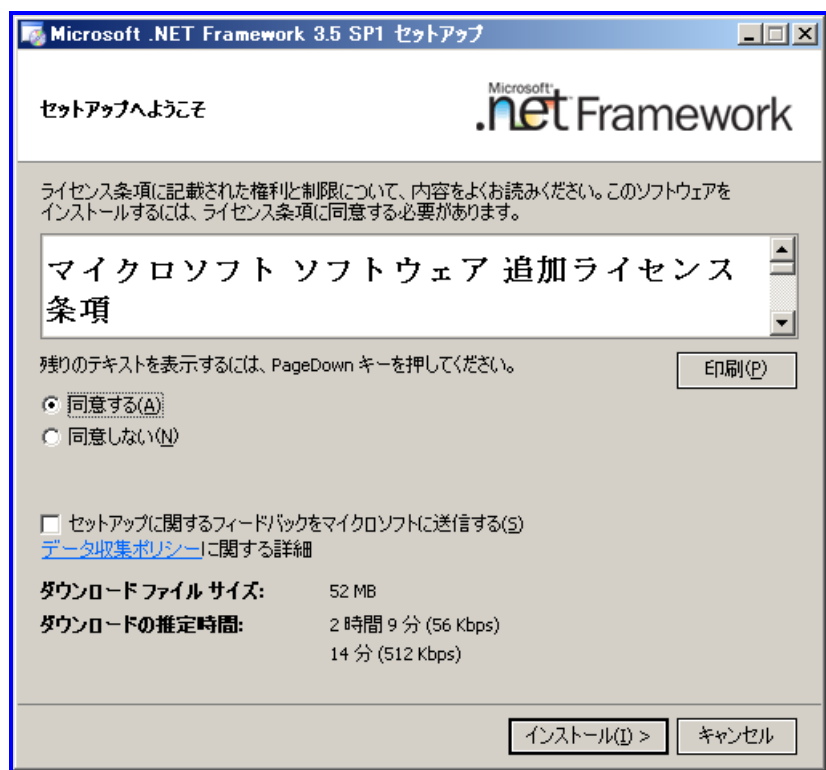 Microsoft .NET Framework 3.5 SP1 セットアップ
セットアップへようこそ
Microsoft
.net Framework
ライセンス条項に記載された権利と制限について、内容をよくお読みください。このソフトウェアを
インストールするには、ライセンス条項に同意する必要があります。
マイクロソフト ソフトウェア 追加ライセンス
条項
残りのテキストを表示するには、PageDown キーを押してください。
印刷(P)
同意する(A)
同意しない(N)
セットアップに関するフィードバックをマイクロソフトに送信する(S)
データ収集ポリシーに関する詳細
ダウンロード ファイル サイズ: 52 MB
ダウンロードの推定時間: 2 時間 9 分 (56 Kbps)
14 分 (512 Kbps)
インストール(I) >
キャンセル